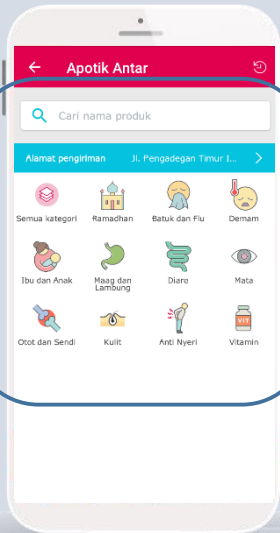 Apotik Antar
Cari nama produk
Alamat pengiriman Jl. Pengadegan Timur I...
Semua kategori Ramadhan Batuk dan Flu Demam
Ibu dan Anak Maag dan Lambung Diare Mata
Otot dan Sendi Kulit Anti Nyeri Vitamin
VIT